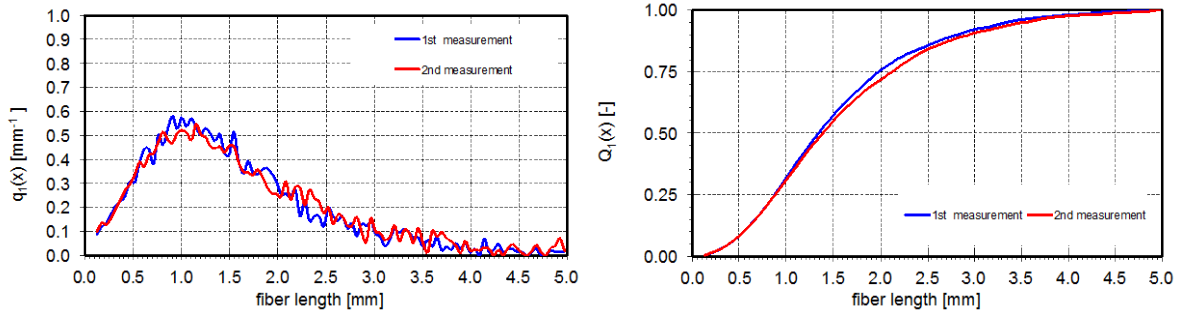 q₁(x) [mm⁻¹ ]
1.0
0.9
0.8
0.7
0.6
0.5
0.4
0.3
0.2
0.1
0.0
1st measurement
2nd measurement
0.0 0.5 1.0 1.5 2.0 2.5 3.0 3.5 4.0 4.5 5.0
fiber length [mm]
Q₁(x) [-]
1.00
0.75
0.50
0.25
0.00
1st measurement 2nd measurement
0.0 0.5 1.0 1.5 2.0 2.5 3.0 3.5 4.0 4.5 5.0
fiber length [mm]